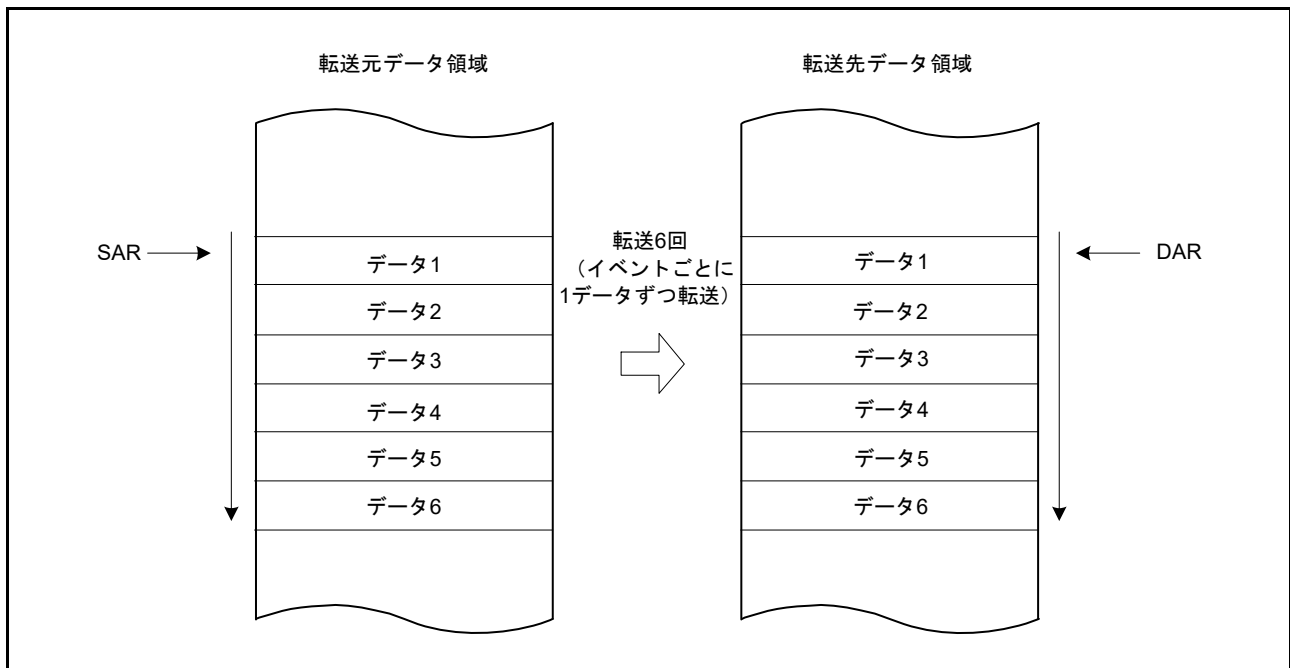 転送元データ領域
転送先データ領域
SAR
データ1
データ2
データ3
データ4
データ5
データ6
転送6回
（イベントごとに
1データずつ転送）
データ1
データ2
データ3
データ4
データ5
データ6
DAR